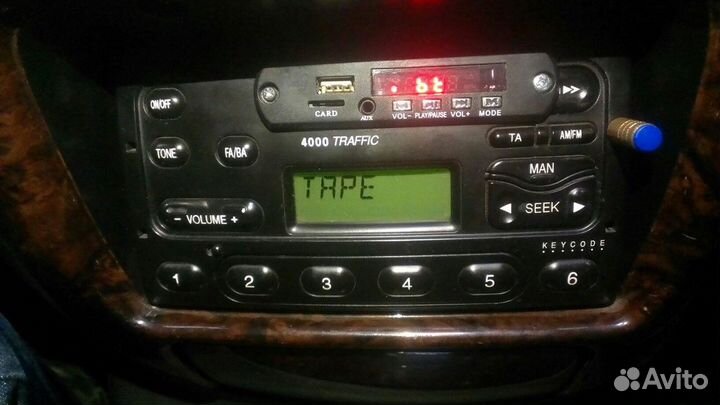 bt
CARD
AUX
VOL- PLAY/PAUSE VOL+ MODE
ON/OFF
4000 TRAFFIC
TA
AM/FM
TONE
FA/BA
MAN
TAPE
- VOLUME +
SEEK
KEYCODE
1 2 3 4 5 6
Avito